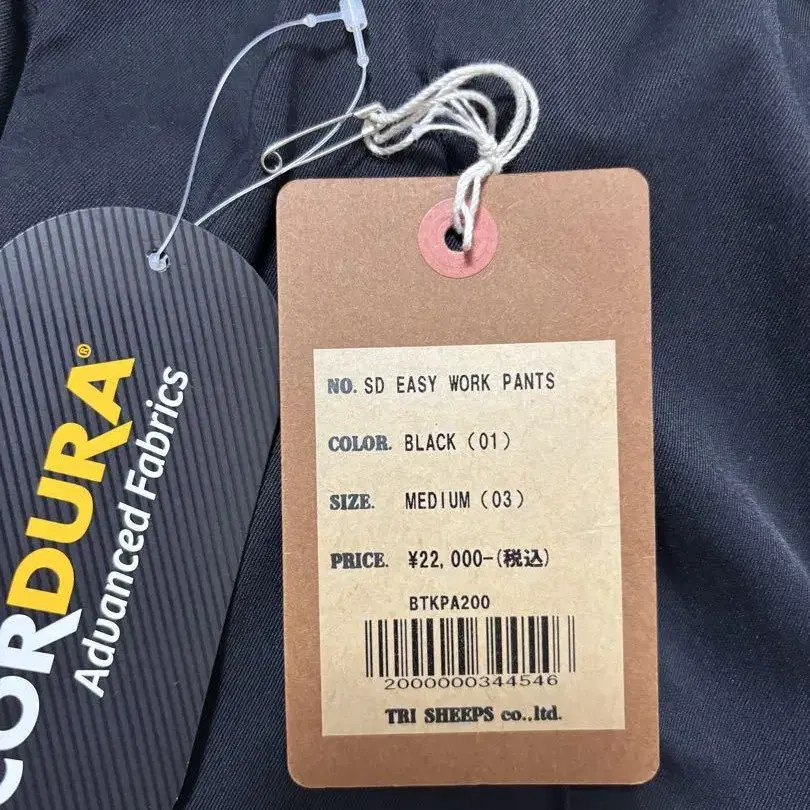 CORDURA®
Advanced Fabrics
NO. SD EASY WORK PANTS
COLOR. BLACK (01)
SIZE. MEDIUM (03)
PRICE. ¥22,000-(税込)
BTKPA200
2000000344546
TRI SHEEPS co.,ltd.